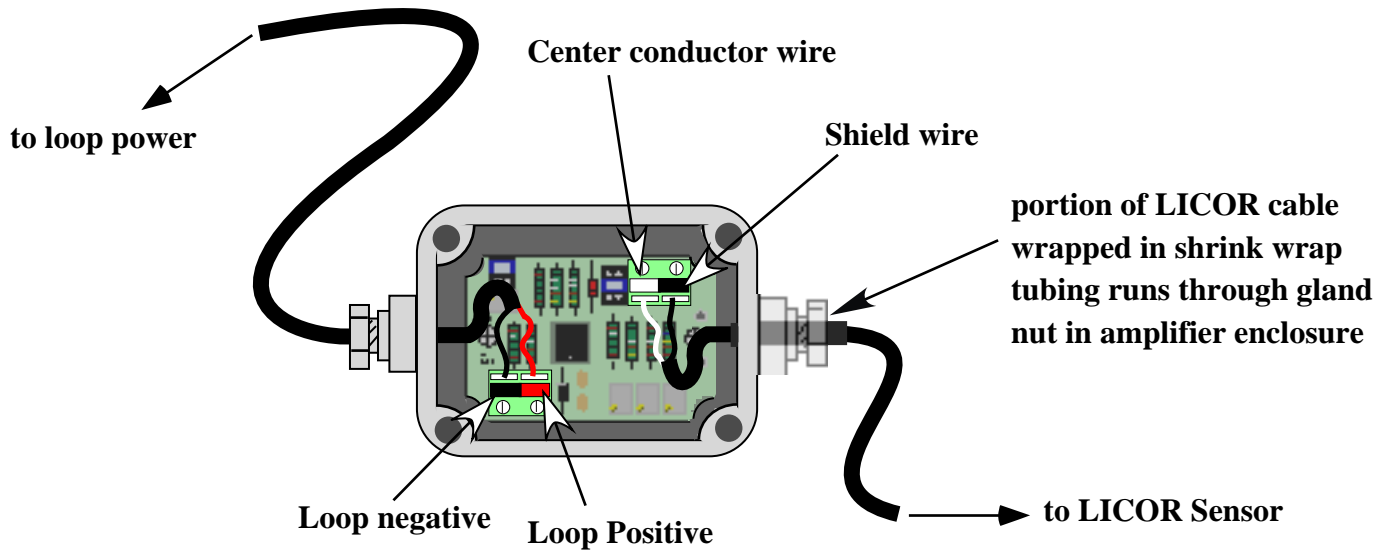 Center conductor wire
to loop power
Shield wire
portion of LICOR cable
wrapped in shrink wrap
tubing runs through gland
nut in amplifier enclosure
Loop negative
Loop Positive
to LICOR Sensor